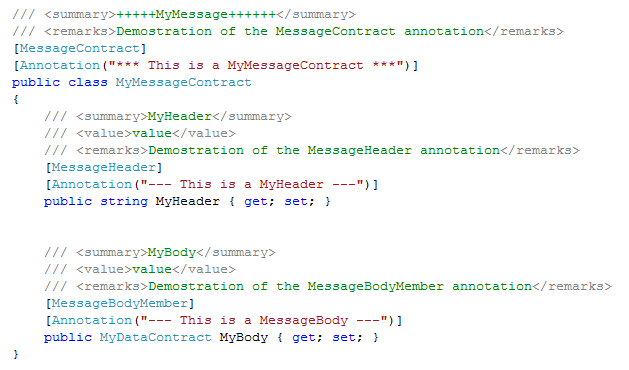 /// <summary>+++++MyMessage++++++</summary>
/// <remarks>Demostration of the MessageContract annotation</remarks>
[MessageContract]
[Annotation("*** This is a MyMessageContract ***")]
public class MyMessageContract
{
/// <summary>MyHeader</summary>
/// <value>value</value>
/// <remarks>Demostration of the MessageHeader annotation</remarks>
[MessageHeader]
[Annotation("--- This is a MyHeader ---")]
public string MyHeader { get; set; }
/// <summary>MyBody</summary>
/// <value>value</value>
/// <remarks>Demostration of the MessageBodyMember annotation</remarks>
[MessageBodyMember]
[Annotation("--- This is a MessageBody ---")]
public MyDataContract MyBody { get; set; }
}